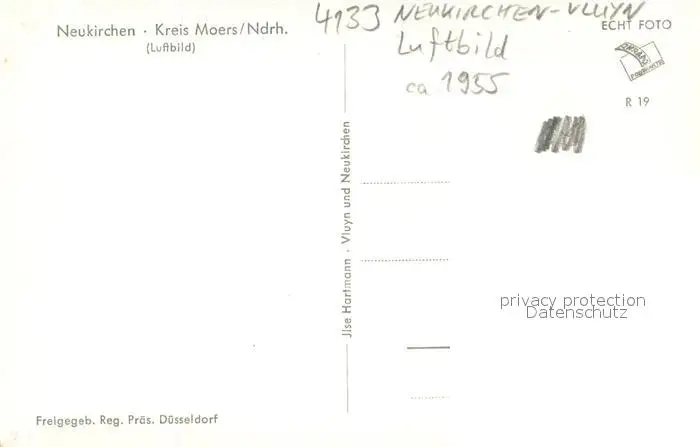 Neukirchen · Kreis Moers/Ndrh.
(Luftbild)
4133 NEUKIRCHEN-VLUYN
Luftbild
ca 1955
ECHT FOTO
R 19
Jlse Hartmann · Vluyn und Neukirchen
privacy protection
Datenschutz
Freigegeb. Reg. Präs. Düsseldorf